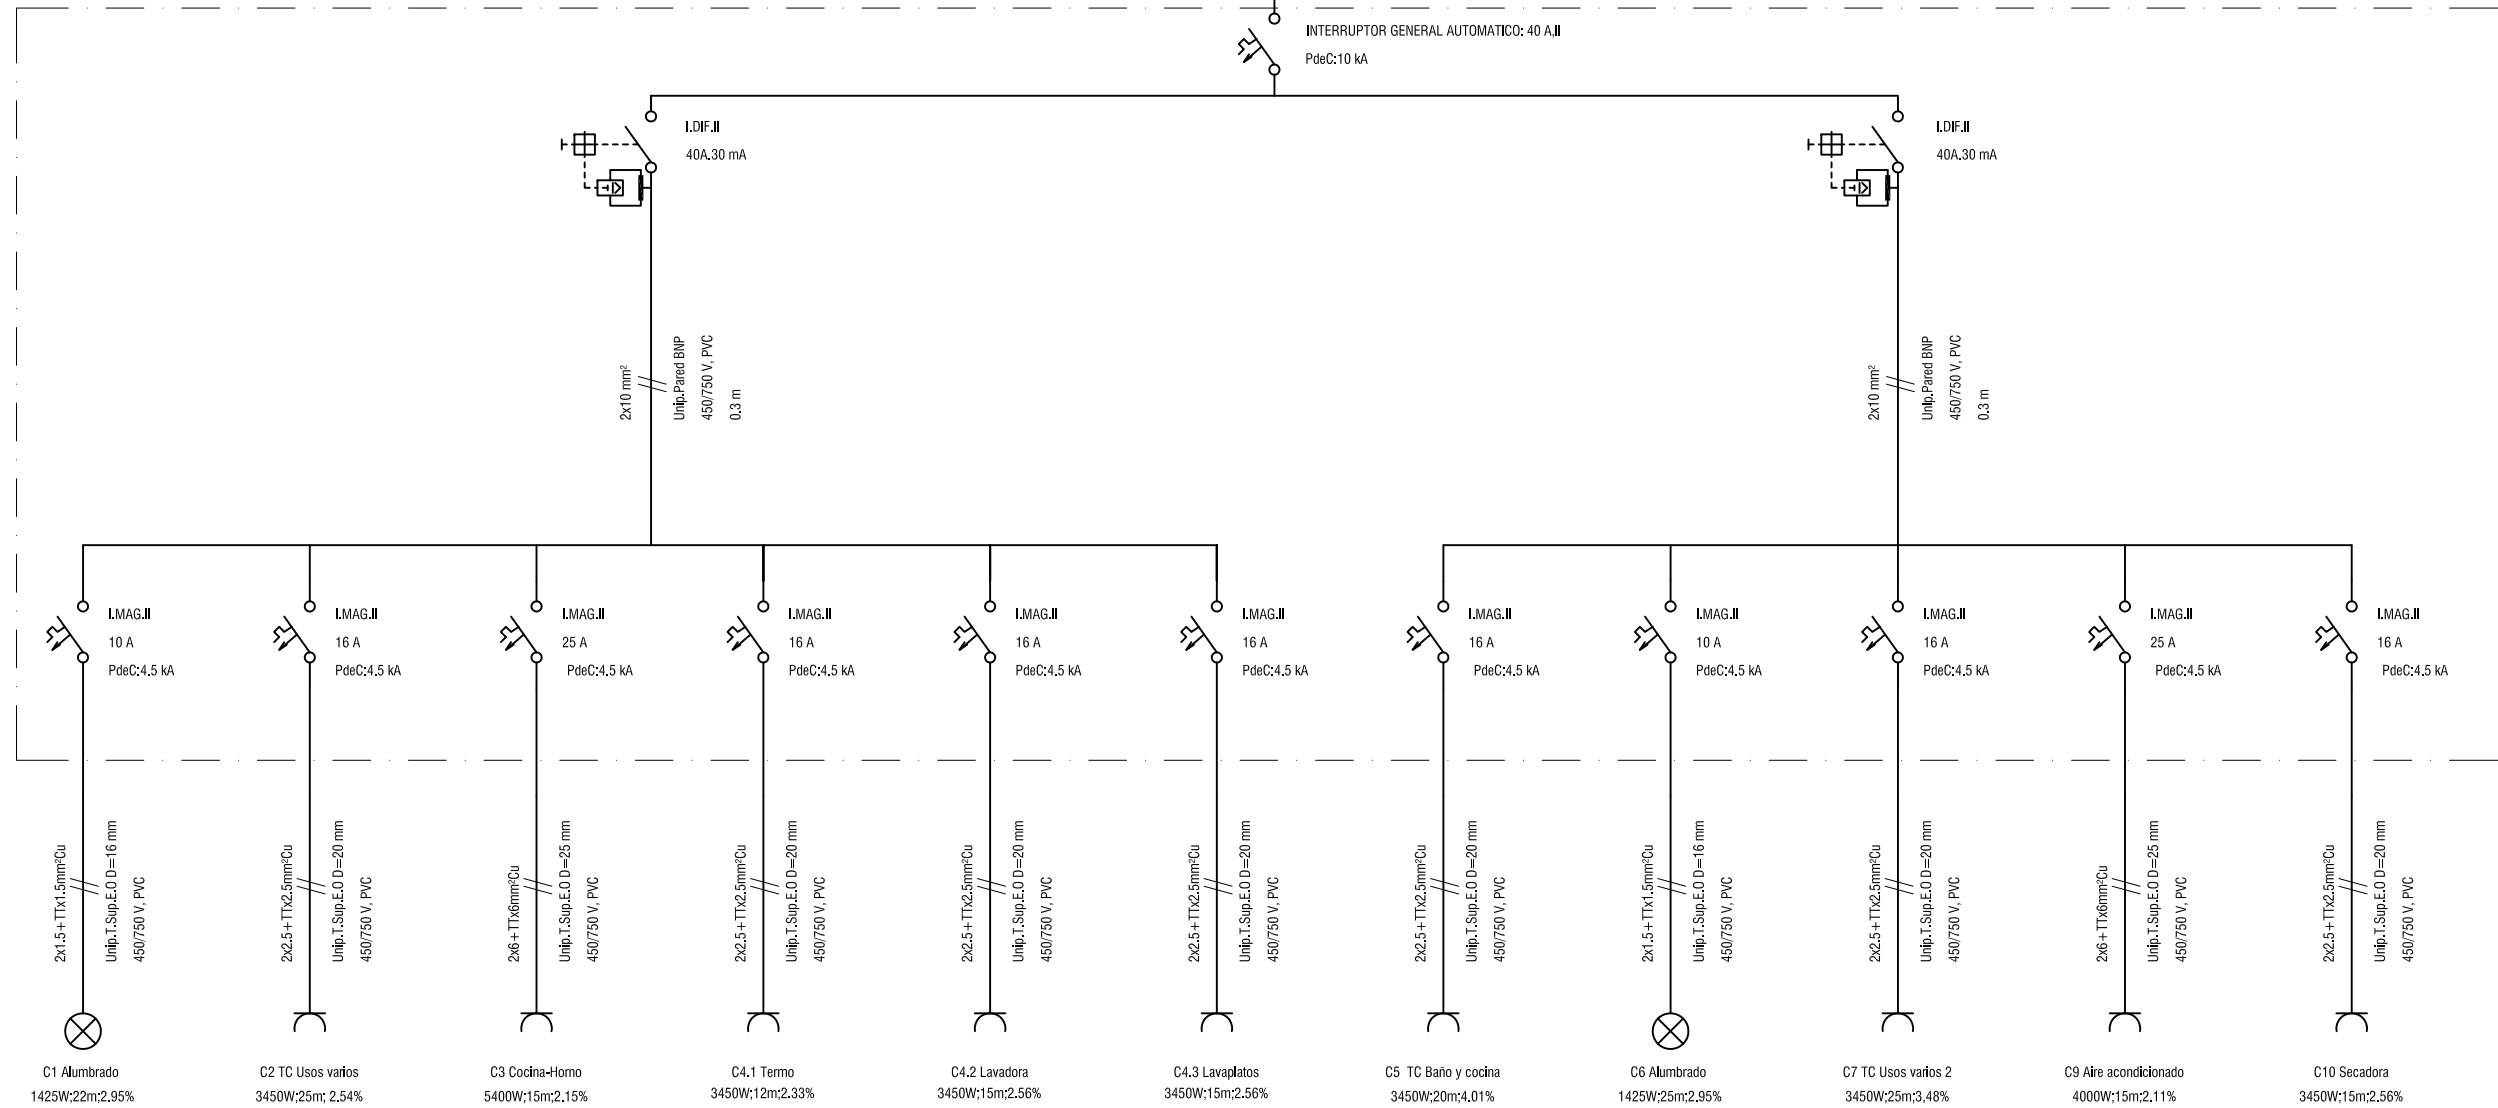 INTERRUPTOR GENERAL AUTOMATICO: 40 A,II
PdeC:10 kA
I.DIF.II
40A.30 mA
I.DIF.II
40A.30 mA
2x10 mm²
Unip.Pared BNP
450/750 V, PVC
0.3 m
2x10 mm²
Unip.Pared BNP
450/750 V, PVC
0.3 m
I.MAG.II
10 A
PdeC:4.5 kA
I.MAG.II
16 A
PdeC:4.5 kA
I.MAG.II
25 A
PdeC:4.5 kA
I.MAG.II
16 A
PdeC:4.5 kA
I.MAG.II
16 A
PdeC:4.5 kA
I.MAG.II
16 A
PdeC:4.5 kA
I.MAG.II
16 A
PdeC:4.5 kA
I.MAG.II
10 A
PdeC:4.5 kA
I.MAG.II
16 A
PdeC:4.5 kA
I.MAG.II
25 A
PdeC:4.5 kA
I.MAG.II
16 A
PdeC:4.5 kA
2x1.5+TTx1.5mm²Cu
Unip.T.Sup.E.O D=16 mm
450/750 V, PVC
2x2.5+TTx2.5mm²Cu
Unip.T.Sup.E.O D=20 mm
450/750 V, PVC
2x6+TTx6mm²Cu
Unip.T.Sup.E.O D=25 mm
450/750 V, PVC
2x2.5+TTx2.5mm²Cu
Unip.T.Sup.E.O D=20 mm
450/750 V, PVC
2x2.5+TTx2.5mm²Cu
Unip.T.Sup.E.O D=20 mm
450/750 V, PVC
2x2.5+TTx2.5mm²Cu
Unip.T.Sup.E.O D=20 mm
450/750 V, PVC
2x2.5+TTx2.5mm²Cu
Unip.T.Sup.E.O D=20 mm
450/750 V, PVC
2x1.5+TTx1.5mm²Cu
Unip.T.Sup.E.O D=16 mm
450/750 V, PVC
2x2.5+TTx2.5mm²Cu
Unip.T.Sup.E.O D=20 mm
450/750 V, PVC
2x6+TTx6mm²Cu
Unip.T.Sup.E.O D=25 mm
450/750 V, PVC
2x2.5+TTx2.5mm²Cu
Unip.T.Sup.E.O D=20 mm
450/750 V, PVC
C1 Alumbrado
1425W;22m;2.95%
C2 TC Usos varios
3450W;25m; 2.54%
C3 Cocina-Horno
5400W;15m;2.15%
C4.1 Termo
3450W;12m;2.33%
C4.2 Lavadora
3450W;15m;2.56%
C4.3 Lavaplatos
3450W;15m;2.56%
C5 TC Baño y cocina
3450W;20m;4.01%
C6 Alumbrado
1425W;25m;2.95%
C7 TC Usos varios 2
3450W;25m;3,48%
C9 Aire acondicionado
4000W;15m;2.11%
C10 Secadora
3450W;15m;2.56%